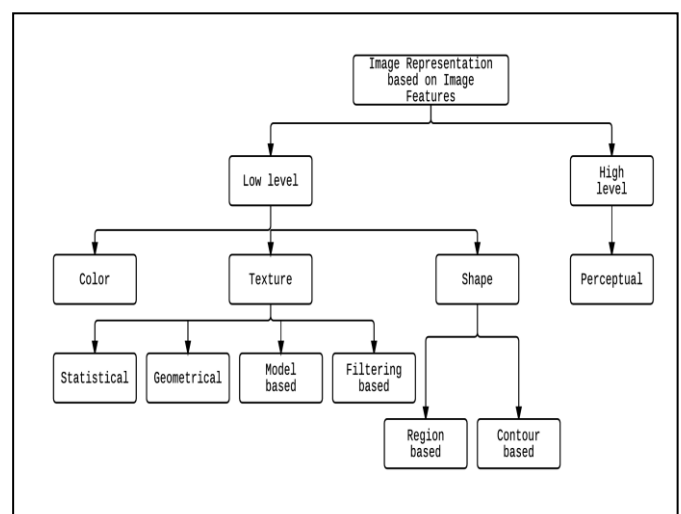 Image Representation
based on Image
Features
Low level
High
level
Color
Texture
Shape
Perceptual
Statistical
Geometrical
Model
based
Filtering
based
Region
based
Contour
based